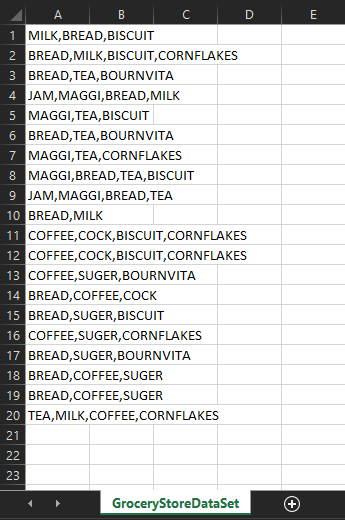 A B C D E
1 MILK,BREAD,BISCUIT
2 BREAD,MILK,BISCUIT,CORNFLAKES
3 BREAD,TEA,BOURNVITA
4 JAM,MAGGI,BREAD,MILK
5 MAGGI,TEA,BISCUIT
6 BREAD,TEA,BOURNVITA
7 MAGGI,TEA,CORNFLAKES
8 MAGGI,BREAD,TEA,BISCUIT
9 JAM,MAGGI,BREAD,TEA
10 BREAD,MILK
11 COFFEE,COCK,BISCUIT,CORNFLAKES
12 COFFEE,COCK,BISCUIT,CORNFLAKES
13 COFFEE,SUGER,BOURNVITA
14 BREAD,COFFEE,COCK
15 BREAD,SUGER,BISCUIT
16 COFFEE,SUGER,CORNFLAKES
17 BREAD,SUGER,BOURNVITA
18 BREAD,COFFEE,SUGER
19 BREAD,COFFEE,SUGER
20 TEA,MILK,COFFEE,CORNFLAKES
21
22
23
GroceryStoreDataSet